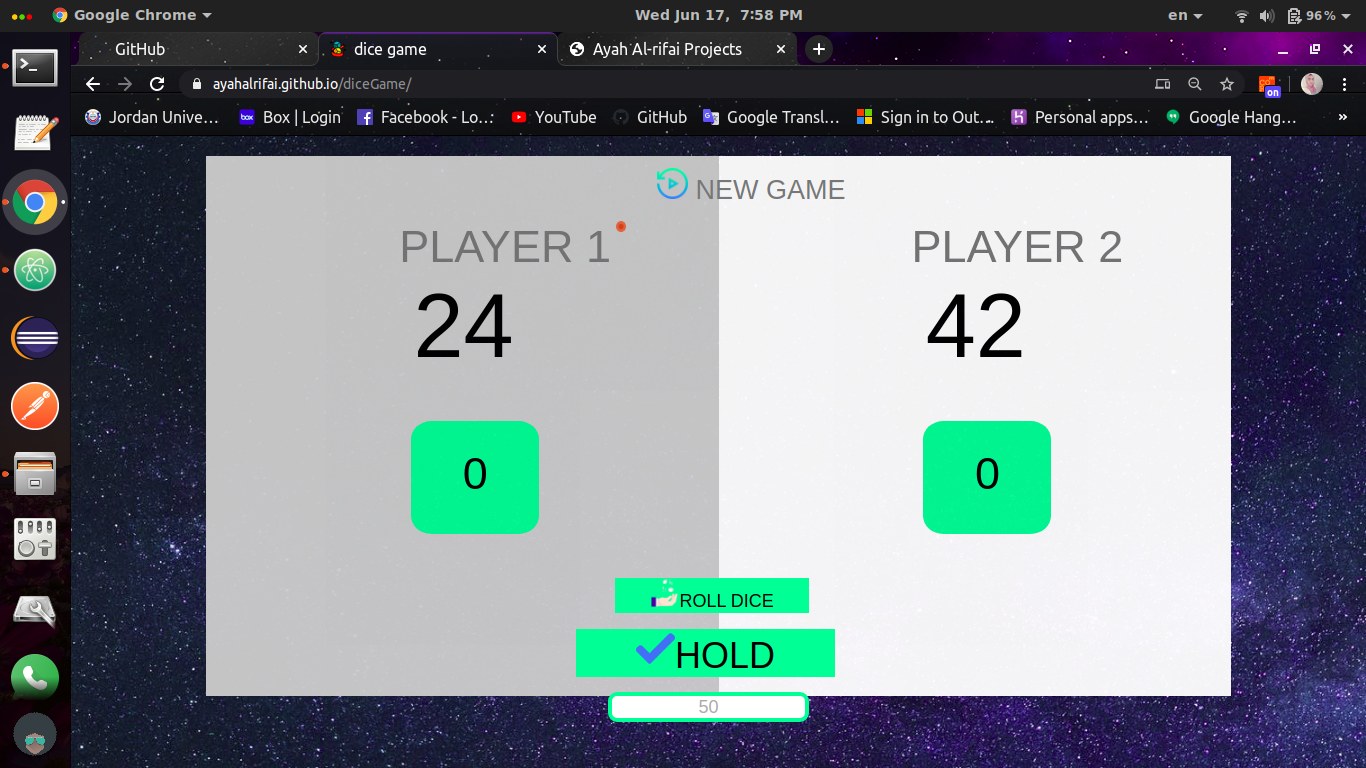 Google Chrome Wed Jun 17, 7:58 PM en 96%
GitHub dice game Ayah Al-rifai Projects
ayahalrifai.github.io/diceGame/
on
Jordan Unive... box Box | Login Facebook - Lo... YouTube GitHub Google Transl... Sign in to Out... Personal apps... Google Hang... »
NEW GAME
PLAYER 1 PLAYER 2
24 42
0 0
ROLL DICE
HOLD
50